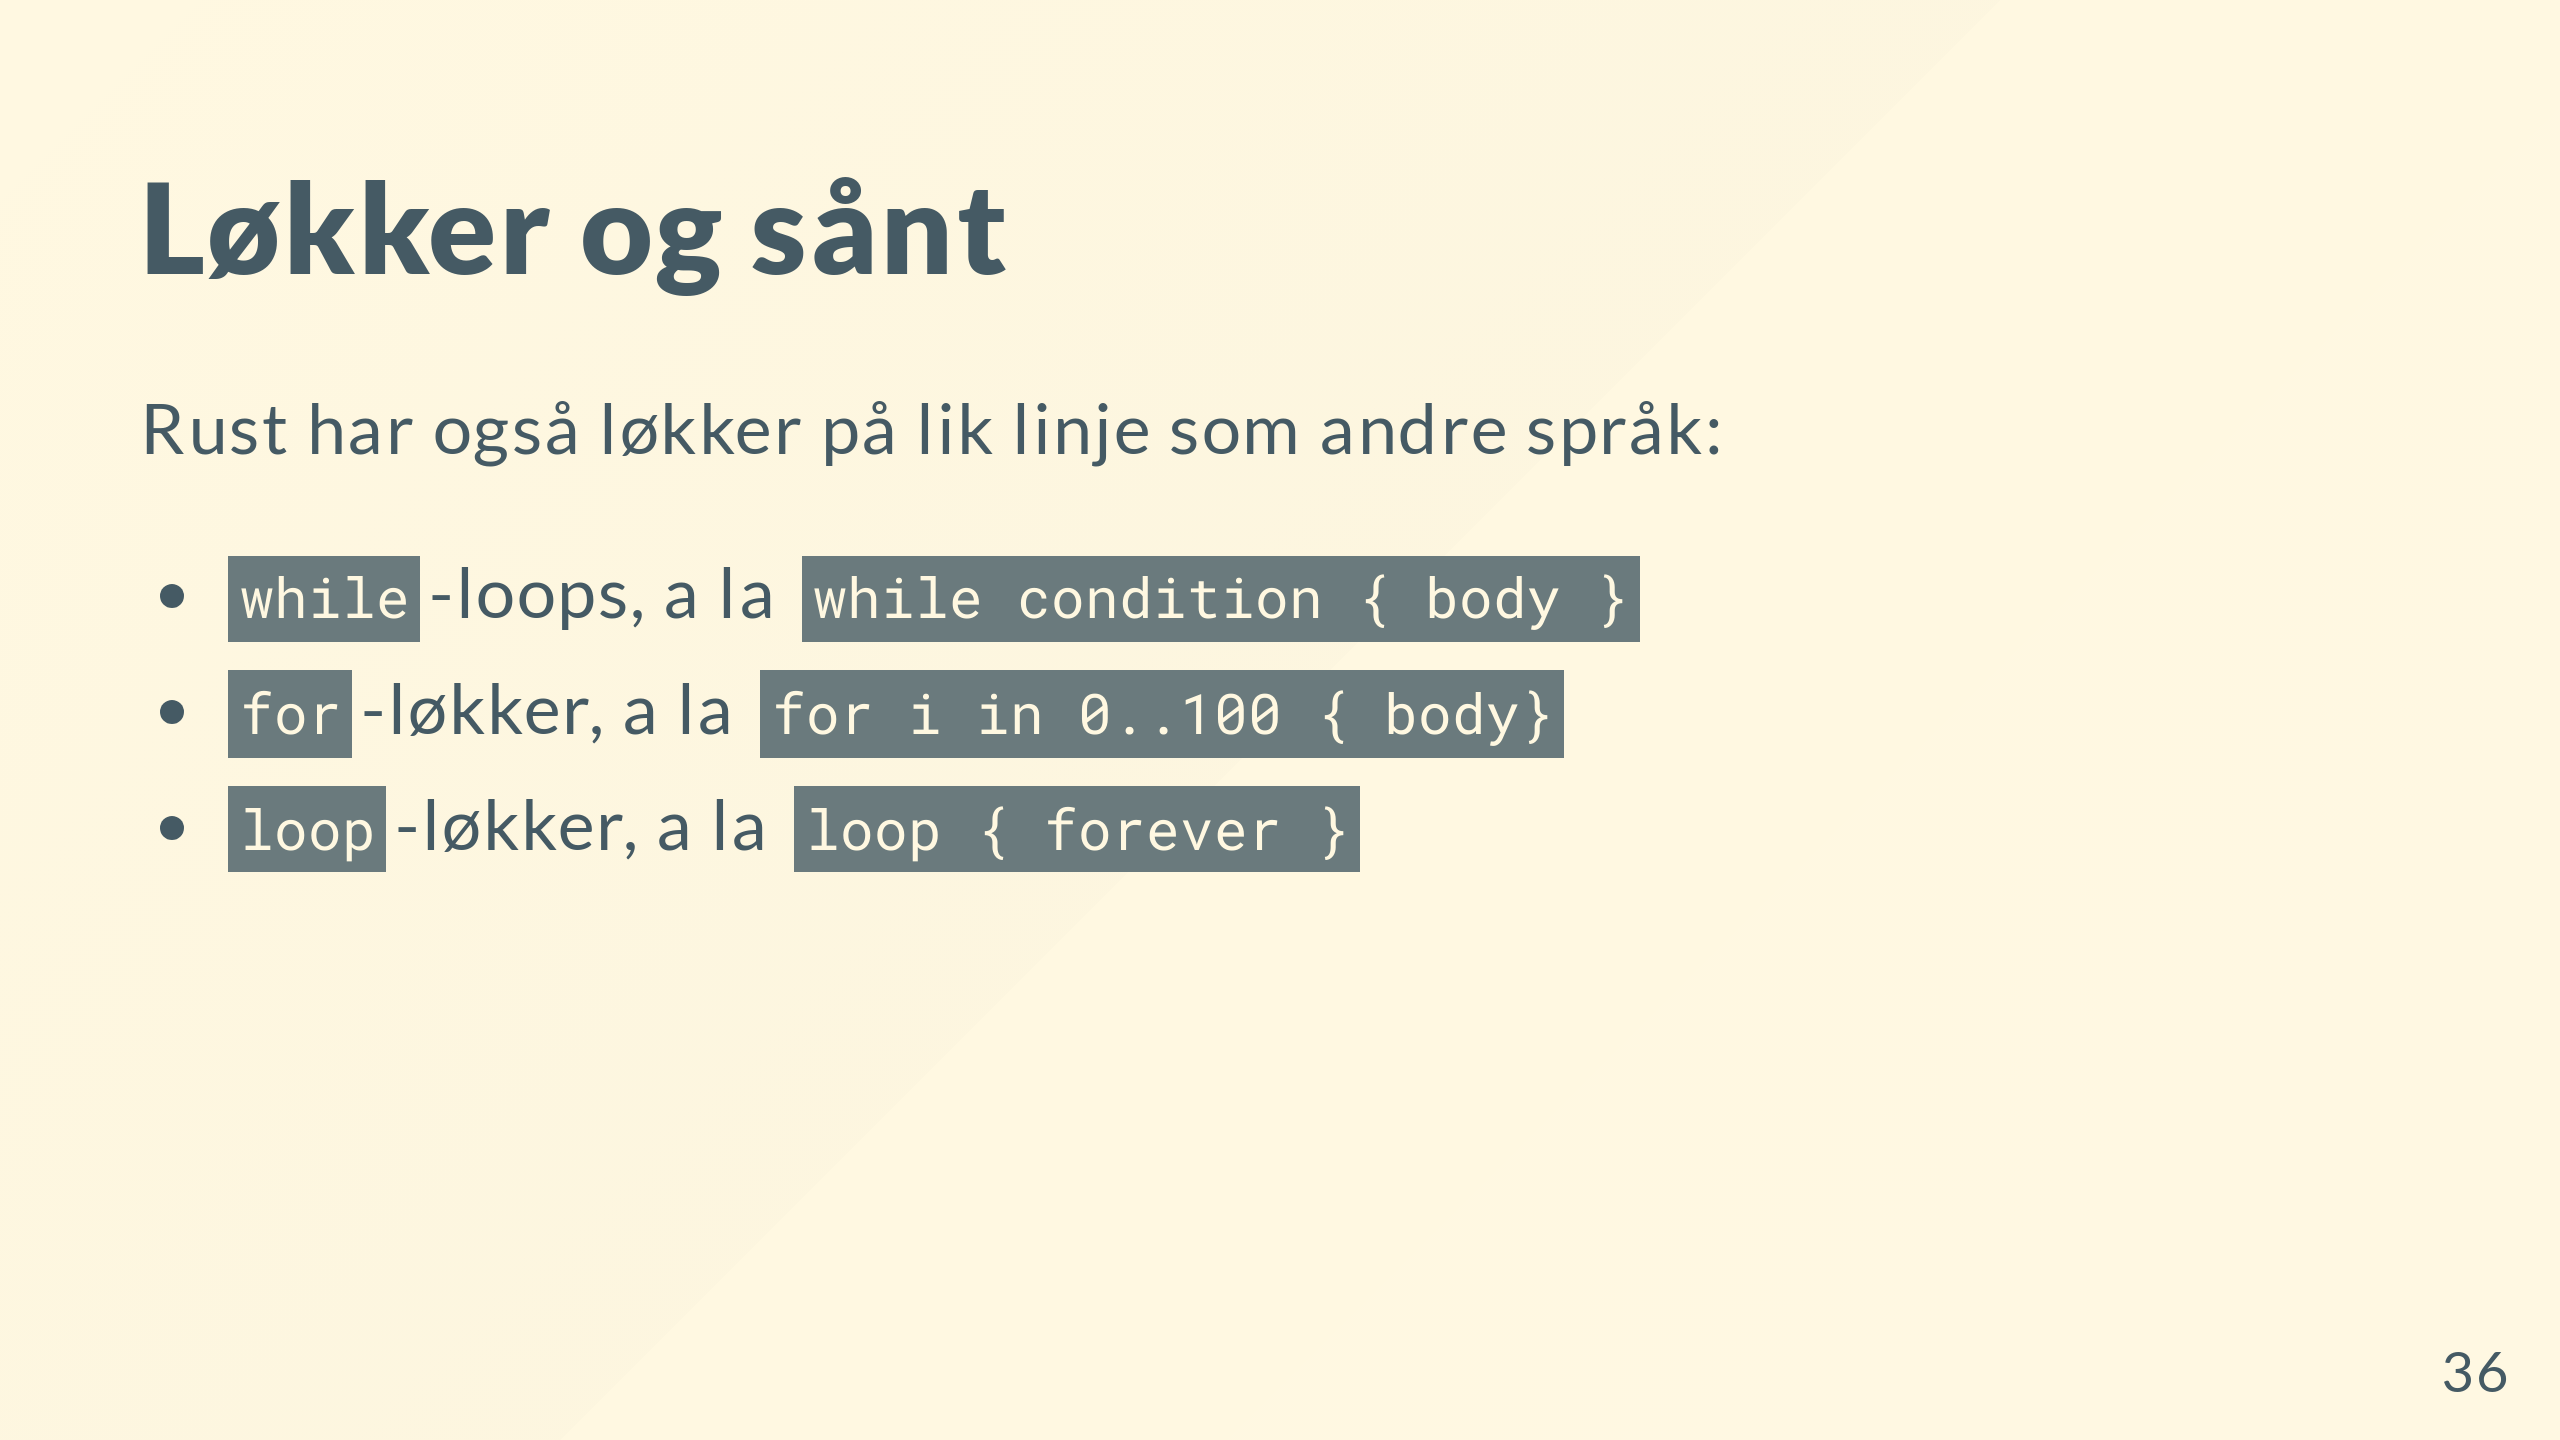 Løkker og sånt
Rust har også løkker på lik linje som andre språk:
• while -loops, a la while condition { body }
• for -løkker, a la for i in 0..100 { body}
• loop -løkker, a la loop { forever }
36